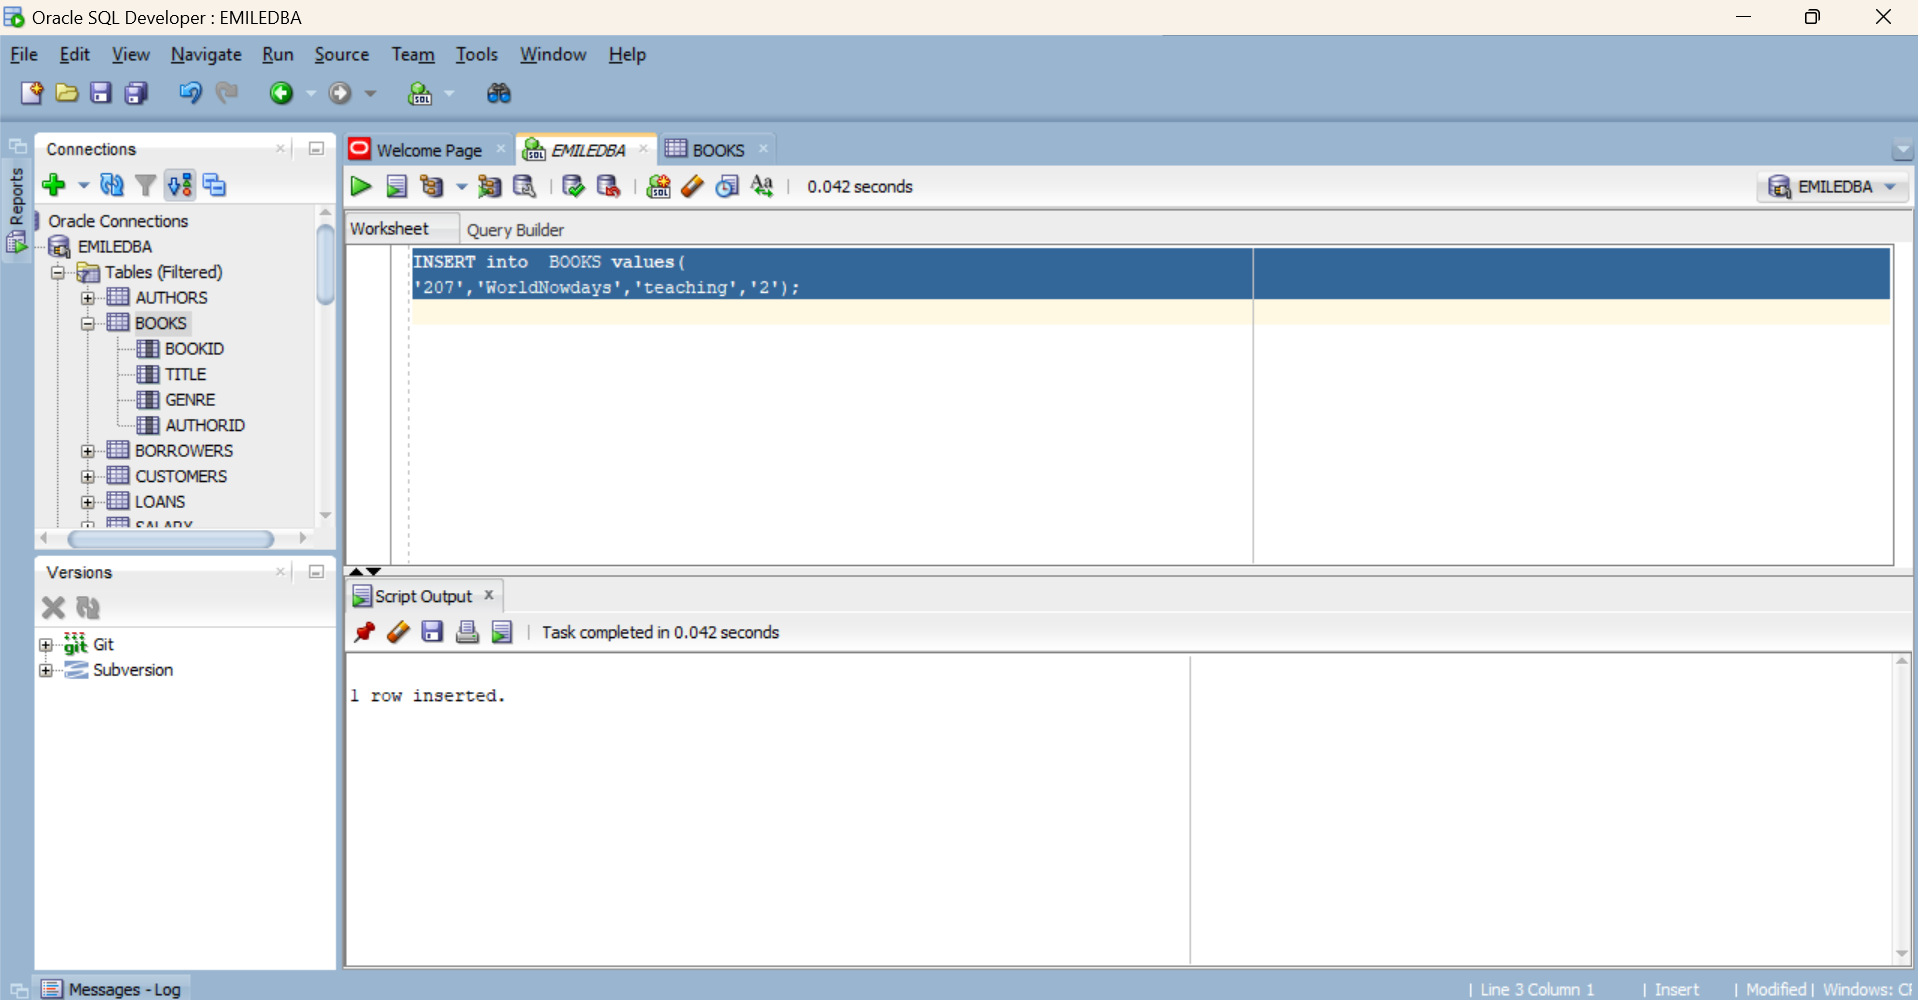 Oracle SQL Developer : EMILEDBA
File Edit View Navigate Run Source Team Tools Window Help
Reports
Connections
Oracle Connections
EMILEDBA
Tables (Filtered)
AUTHORS
BOOKS
BOOKID
TITLE
GENRE
AUTHORID
BORROWERS
CUSTOMERS
LOANS
SALARY
Versions
git Git
Subversion
Welcome Page EMILEDBA BOOKS
0.042 seconds EMILEDBA
Worksheet Query Builder
INSERT into  BOOKS values(
'207','WorldNowdays','teaching','2');
Script Output
Task completed in 0.042 seconds
1 row inserted.
Messages - Log
| Line 3 Column 1 | Insert | Modified | Windows: